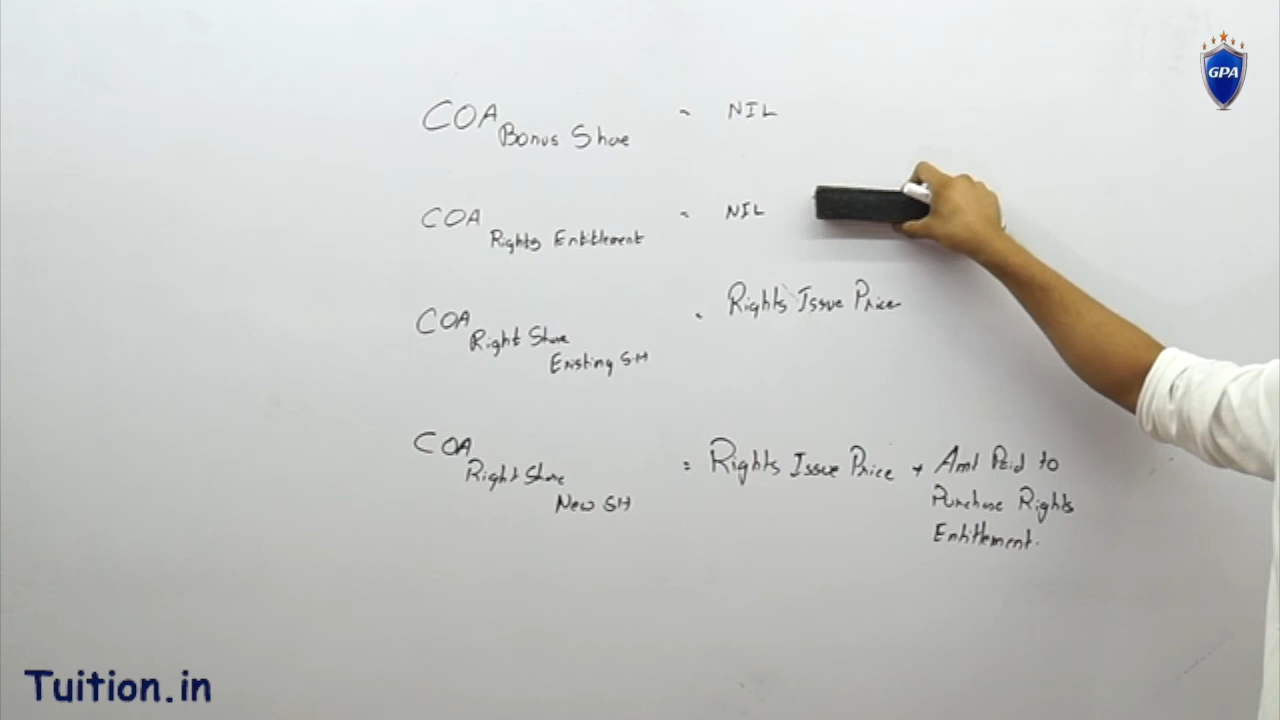 GPA
COA Bonus Share = NIL
COA Rights Entitlement = NIL
COA Right Share Existing SH = Rights Issue Price
COA Right Share New SH = Rights Issue Price + Amt Paid to
Purchase Rights
Entitlement.
Tuition.in